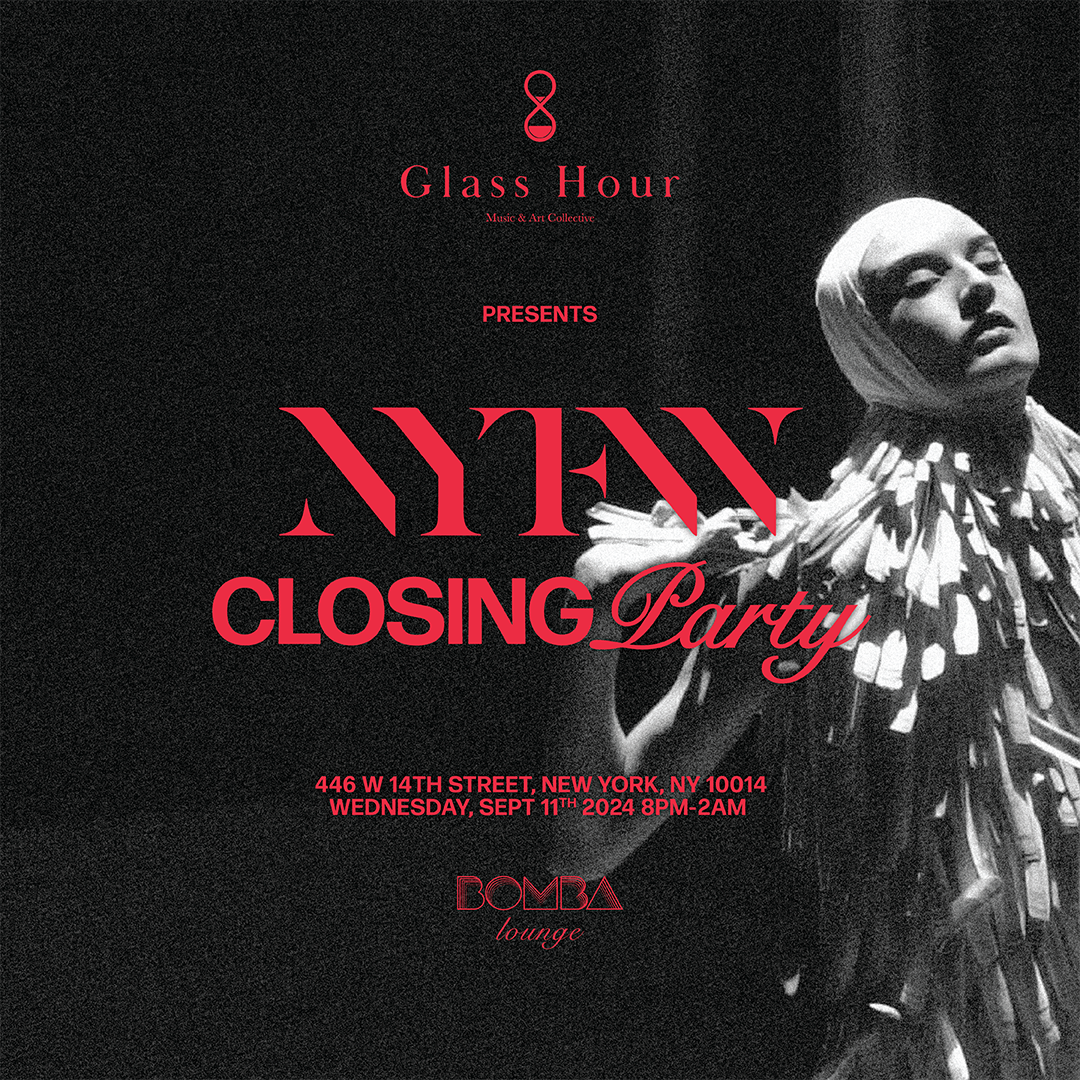 Glass Hour
Music & Art Collective
PRESENTS
NYFW
CLOSING Party
446 W 14TH STREET, NEW YORK, NY 10014
WEDNESDAY, SEPT 11TH 2024 8PM-2AM
BOMBA
lounge